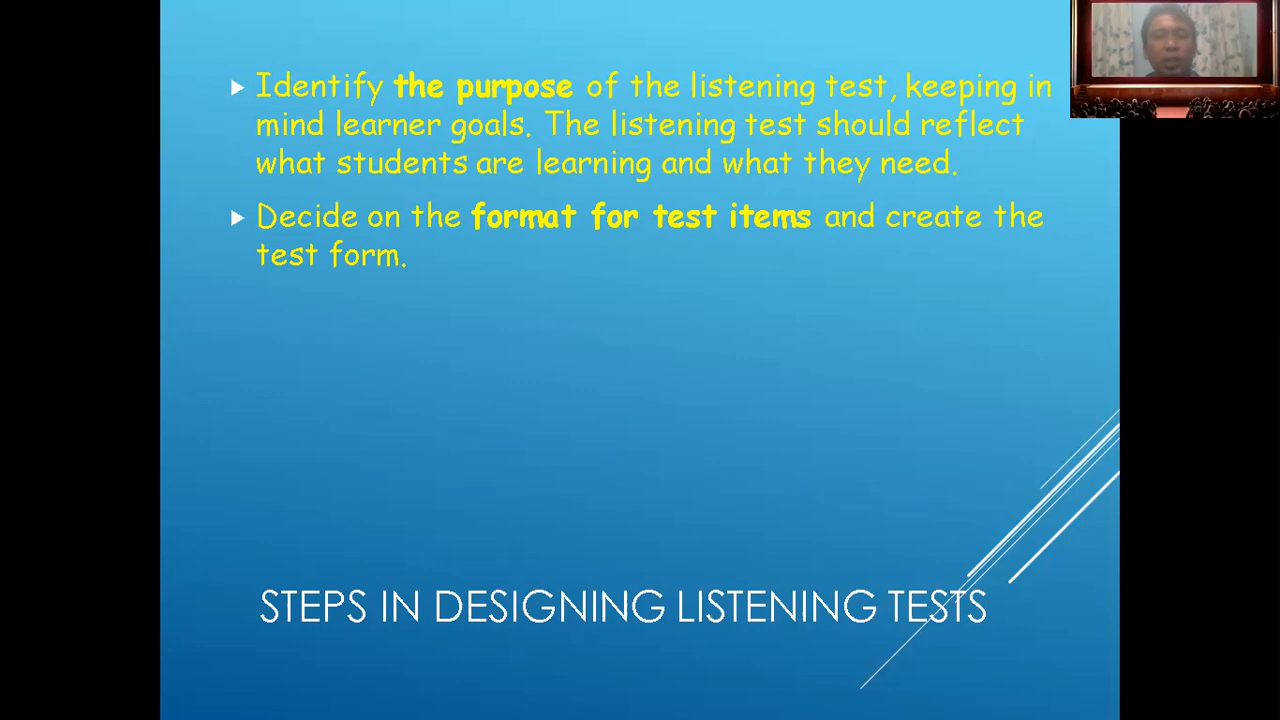 Identify the purpose of the listening test, keeping in
mind learner goals. The listening test should reflect
what students are learning and what they need.
Decide on the format for test items and create the
test form.
STEPS IN DESIGNING LISTENING TESTS